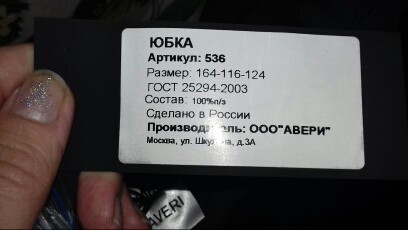 ЮБКА
Артикул: 536
Размер: 164-116-124
ГОСТ 25294-2003
Состав: 100%п/э
Сделано в России
Производитель: ООО"АВЕРИ"
Москва, ул. д.3А
AVERI